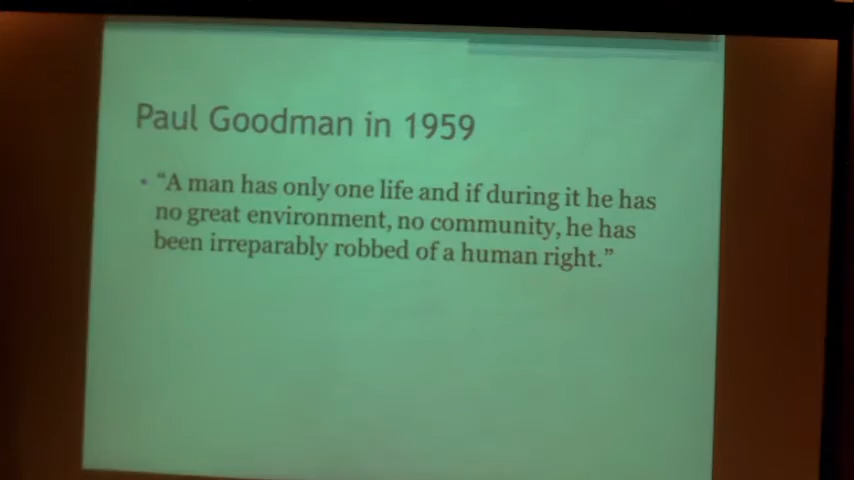 Paul Goodman in 1959
• “A man has only one life and if during it he has
no great environment, no community, he has
been irreparably robbed of a human right.”